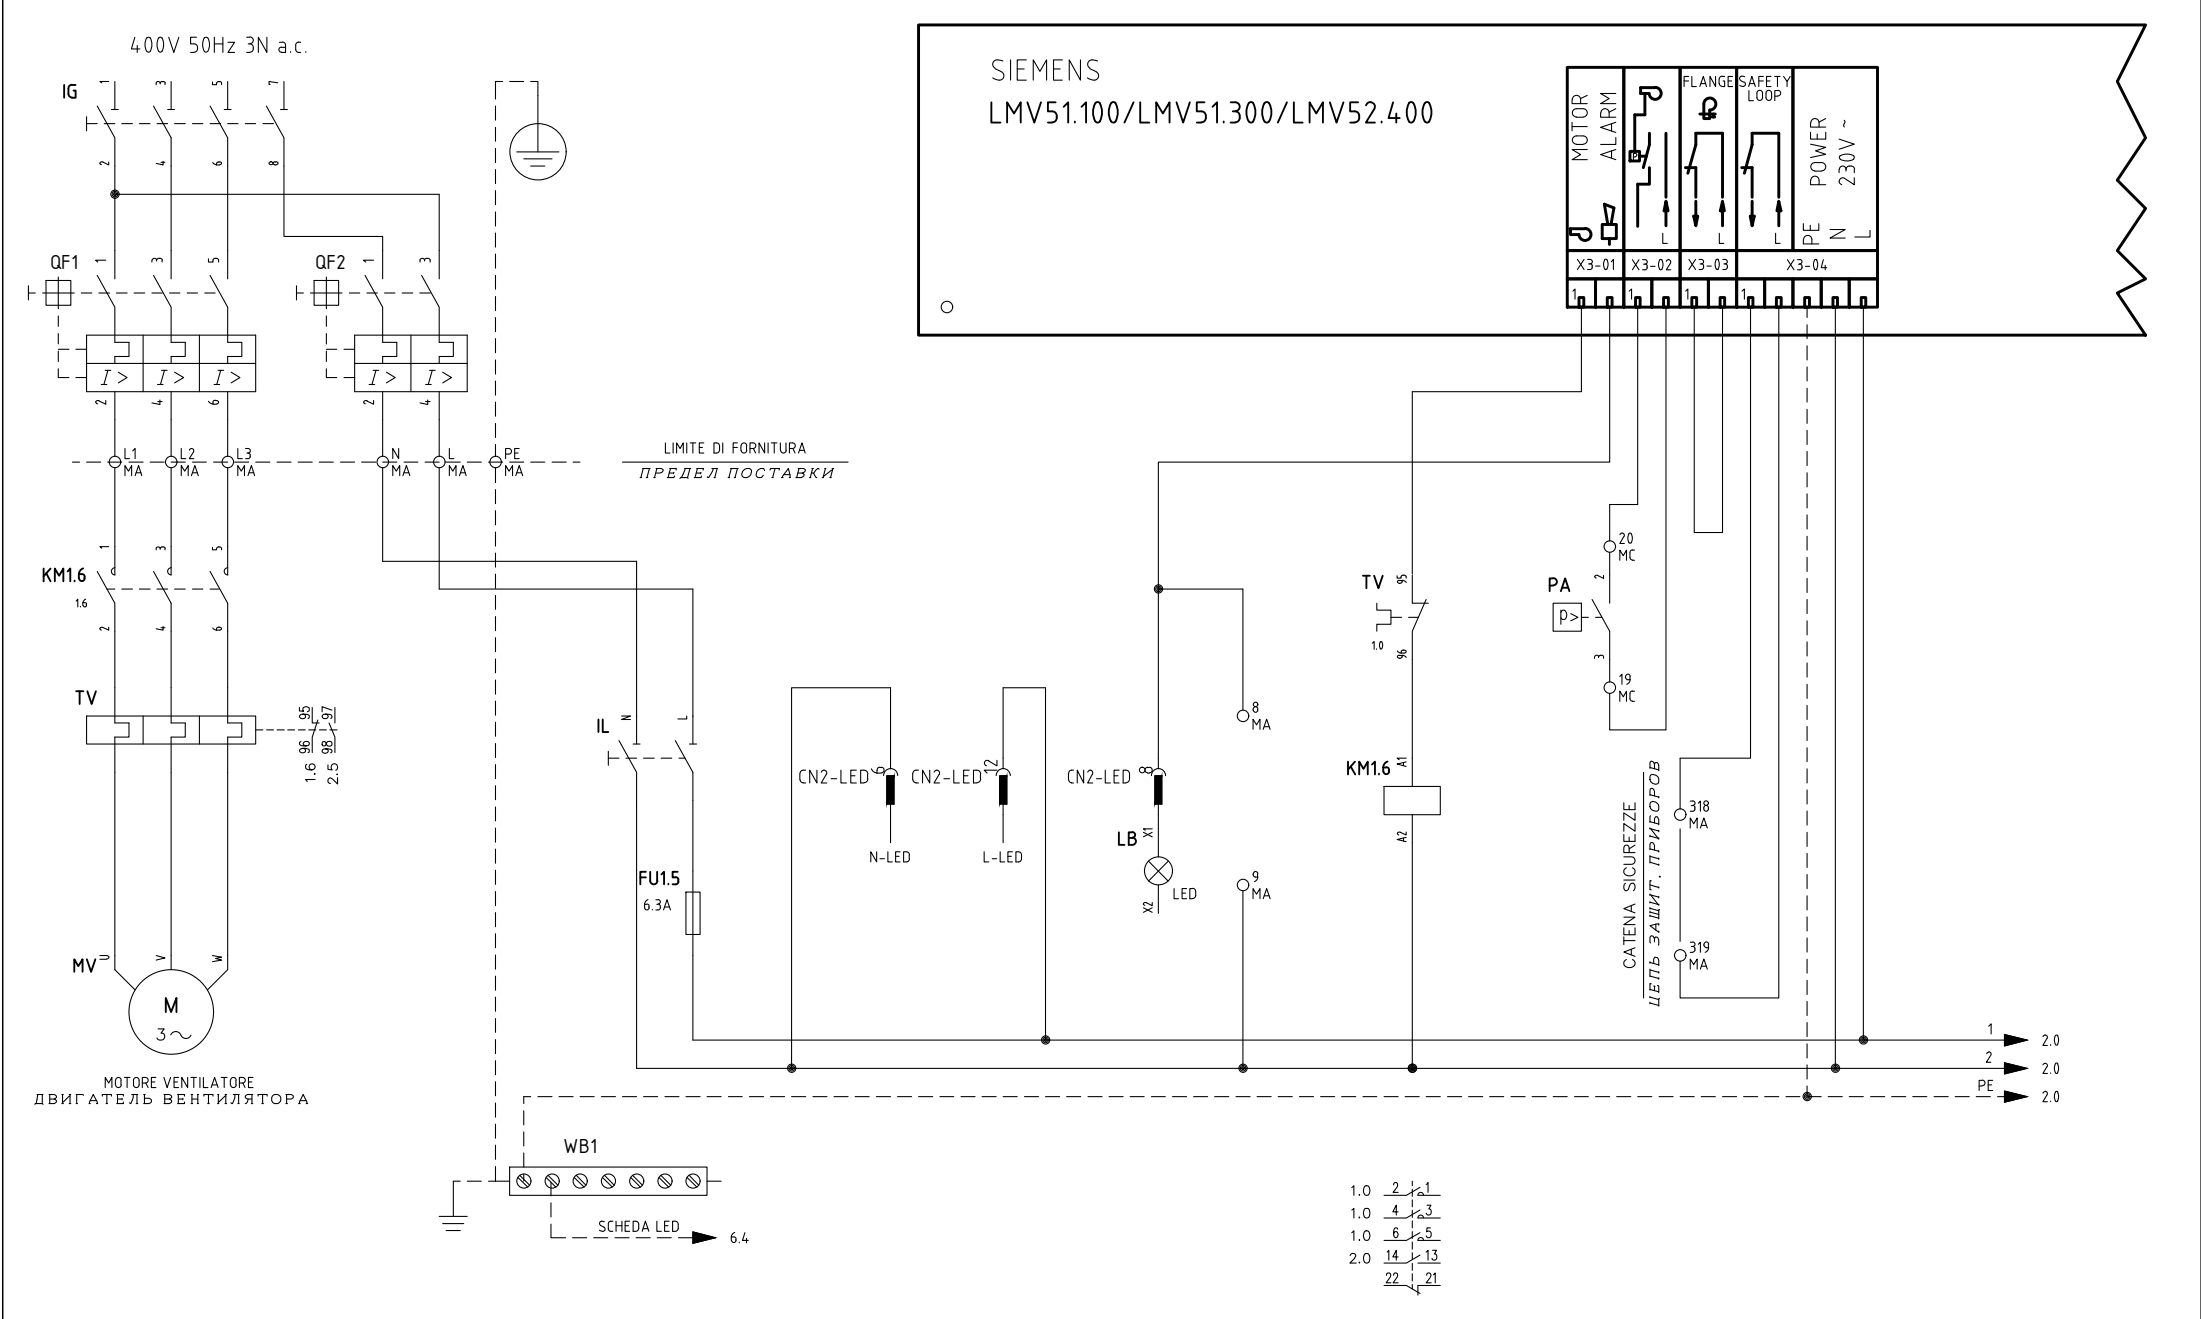 400V 50Hz 3N a.c.
IG
1 3 5 7
2 4 6 8
QF1
1 3 5
I> I> I>
2 4 6
QF2
1 3
I> I>
2 4
L1 MA
L2 MA
L3 MA
N MA
L MA
PE MA
LIMITE DI FORNITURA
ПРЕДЕЛ ПОСТАВКИ
KM1.6
1.6
1 3 5
2 4 6
TV
95 97
96 98
1.6 2.5
MV
U V W
M
3~
MOTORE VENTILATORE
ДВИГАТЕЛЬ ВЕНТИЛЯТОРА
SIEMENS
LMV51.100/LMV51.300/LMV52.400
MOTOR
ALARM
FLANGE
SAFETY
LOOP
POWER
230V ~
P
L L L PE N L
X3-01 X3-02 X3-03 X3-04
1 1 1 1
IL
N L
FU1.5
6.3A
CN2-LED 6
N-LED
CN2-LED 12
L-LED
CN2-LED 8
LB
X1
LED
X2
8
MA
9
MA
TV
95
1.0
96
KM1.6
A1
A2
20
MC
PA
2
P>
3
19
MC
CATENA SICUREZZE
ЦЕПЬ ЗАЩИТ. ПРИБОРОВ
318
MA
319
MA
1 2.0
2 2.0
PE 2.0
WB1
SCHEDA LED 6.4
1.0 2 1
1.0 4 3
1.0 6 5
2.0 14 13
22 21